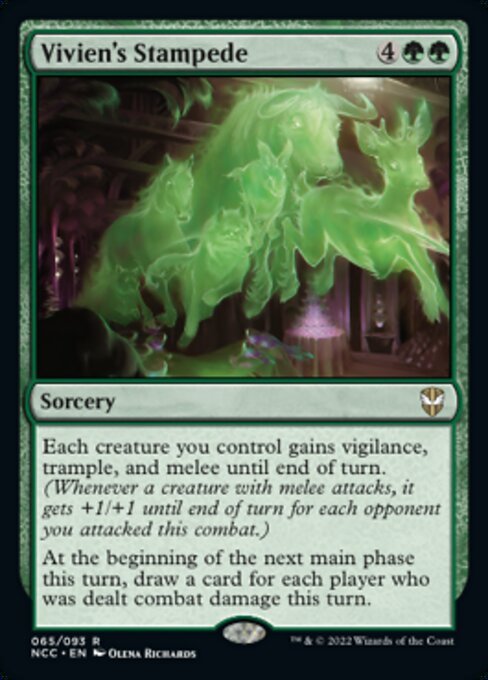 Vivien's Stampede 4
Sorcery
Each creature you control gains vigilance,
trample, and melee until end of turn.
(Whenever a creature with melee attacks, it
gets +1/+1 until end of turn for each opponent
you attacked this combat.)
At the beginning of the next main phase
this turn, draw a card for each player who
was dealt combat damage this turn.
065/093 R
NCC • EN Olena Richards
™ & © 2022 Wizards of the Coast